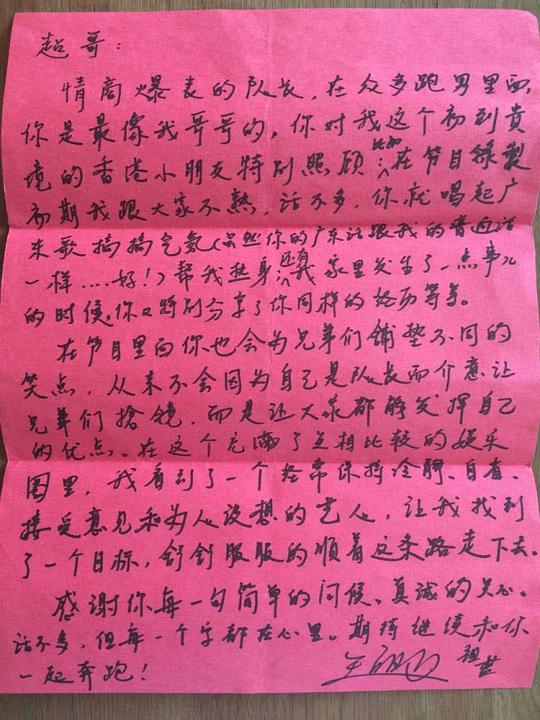 超哥：
情商爆表的队长，在众多跑男里面，
你是最像我哥哥的，你对我这个初到贵
境的香港小朋友特别照顾，比如在节目録製
初期我跟大家不熟，话不多，你就唱起广
东歌搞搞气氛（虽然你的广东话跟我的普通话
一样……好！）帮我热身，还有我家里发生了一点事儿
的时候，你又特别分享了你同样的经历等等。
在节目里面你也会为兄弟们铺垫不同的
笑点，从来不会因为自己是队长而介意让
兄弟们搶镜，而是让大家都能发挥自己
的优点。在这个充满了互相比较的娱乐
圈里，我看到了一个经常保持冷静、自省、
接受意见和为人设想的艺人，让我找到
了一个目标，舒舒服服的顺着这条路走下去。
感谢你每一句简单的问候、真诚的关心。
话不多，但每一个字都在心里。期待继续和你
一起奔跑！ 祖蓝